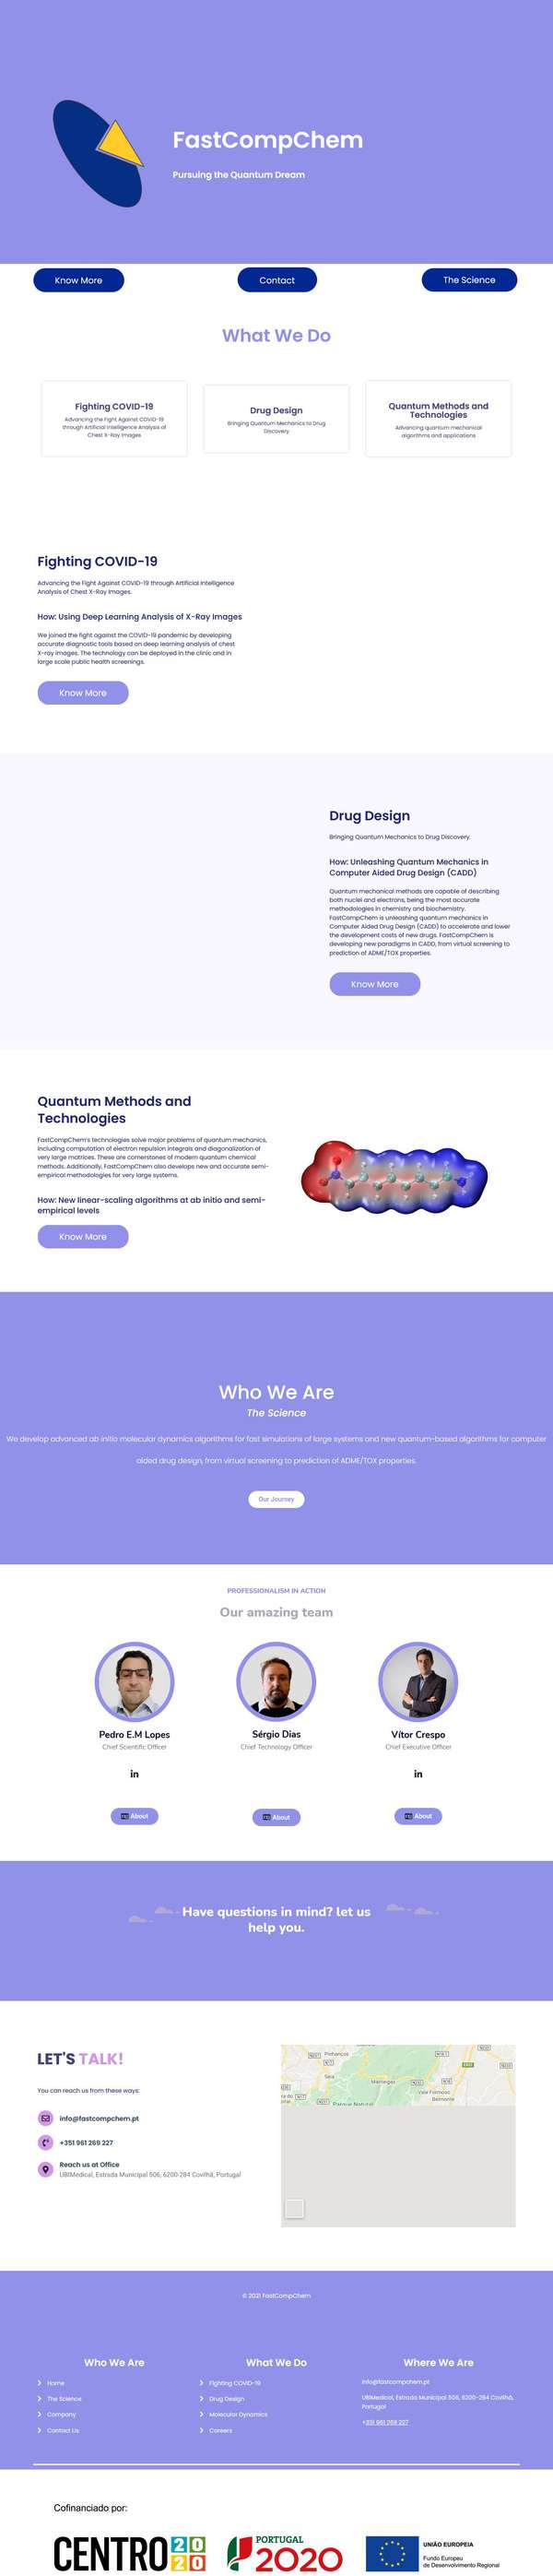 FastCompChem
Pursuing the Quantum Dream
Know More
Contact
The Science
What We Do
Fighting COVID-19
Advancing the Fight Against COVID-19
through Artificial Intelligence Analysis of
Chest X-Ray Images
Drug Design
Bringing Quantum Mechanics to Drug
Discovery
Quantum Methods and
Technologies
Advancing quantum mechanical
algorithms and applications
Fighting COVID-19
Advancing the Fight Against COVID-19 through Artificial Intelligence
Analysis of Chest X-Ray Images.
How: Using Deep Learning Analysis of X-Ray Images
We joined the fight against the COVID-19 pandemic by developing
accurate diagnostic tools based on deep learning analysis of chest
X-ray images. The technology can be deployed in the clinic and in
large scale public health screenings.
Know More
Drug Design
Bringing Quantum Mechanics to Drug Discovery.
How: Unleashing Quantum Mechanics in
Computer Aided Drug Design (CADD)
Quantum mechanical methods are capable of describing
both nuclei and electrons, being the most accurate
methodologies in chemistry and biochemistry.
FastCompChem is unleashing quantum mechanics in
Computer Aided Drug Design (CADD) to accelerate and lower
the development costs of new drugs. FastCompChem is
developing new paradigms in CADD, from virtual screening to
prediction of ADME/TOX properties.
Know More
Quantum Methods and
Technologies
FastCompChem's technologies solve major problems of quantum mechanics,
including computation of electron repulsion integrals and diagonalization of
very large matrices. These are cornerstones of modern quantum chemical
methods. Additionally, FastCompChem also develops new and accurate semi-
empirical methodologies for very large systems.
How: New linear-scaling algorithms at ab initio and semi-
empirical levels
Know More
Who We Are
The Science
We develop advanced ab initio molecular dynamics algorithms for fast simulations of large systems and new quantum-based algorithms for computer
aided drug design, from virtual screening to prediction of ADME/TOX properties.
Our Journey
PROFESSIONALISM IN ACTION
Our amazing team
Pedro E.M Lopes
Chief Scientific Officer
in
About
Sérgio Dias
Chief Technology Officer
About
Vítor Crespo
Chief Executive Officer
in
About
Have questions in mind? let us
help you.
LET'S TALK!
You can reach us from these ways:
info@fastcompchem.pt
+351 961 269 227
Reach us at Office
UBIMedical, Estrada Municipal 506, 6200-284 Covilhã, Portugal
Pinhanços
Seia
Manteigas
Vale Formoso
Belmonte
Parque Natural
© 2021 FastCompChem
Who We Are
Home
The Science
Company
Contact Us
What We Do
Fighting COVID-19
Drug Design
Molecular Dynamics
Careers
Where We Are
info@fastcompchem.pt
UBIMedical, Estrada Municipal 506, 6200-284 Covilhã,
Portugal
+351 961 269 227
Cofinanciado por:
CENTRO 2020
PORTUGAL
2020
UNIÃO EUROPEIA
Fundo Europeu
de Desenvolvimento Regional